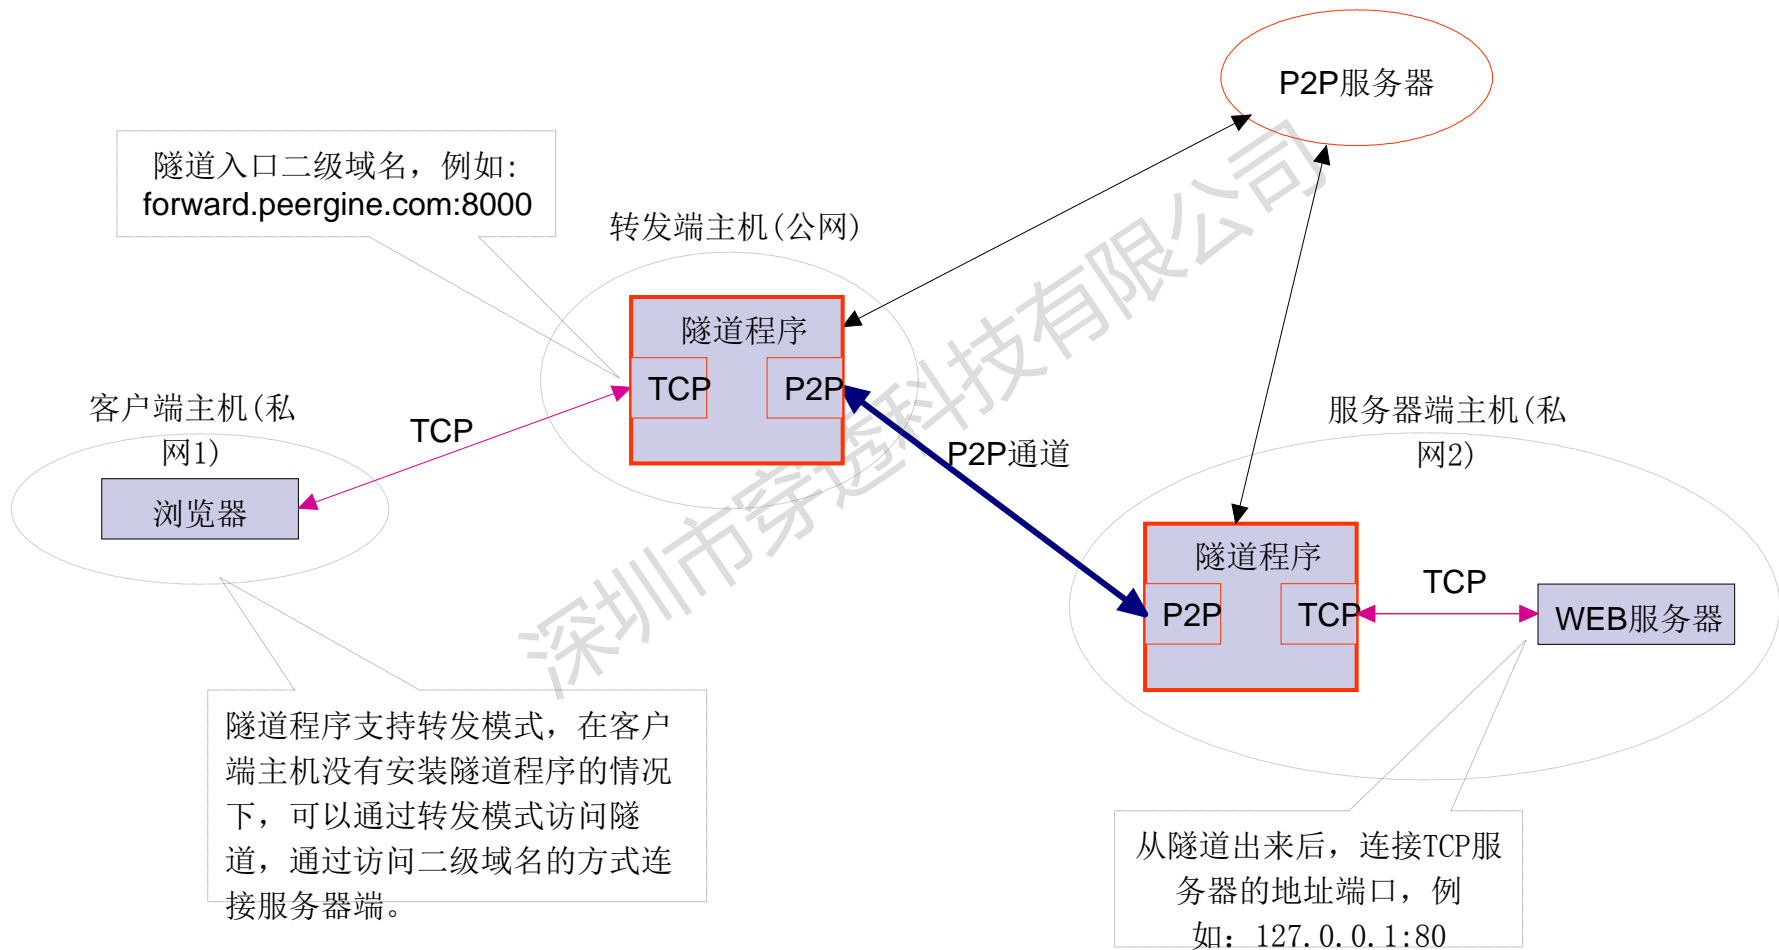 P2P服务器
隧道入口二级域名，例如：
forward.peergine.com:8000
转发端主机(公网)
隧道程序
TCP
P2P
客户端主机(私
网1)
TCP
浏览器
P2P通道
服务器端主机(私
网2)
隧道程序
P2P
TCP
TCP
WEB服务器
隧道程序支持转发模式，在客户
端主机没有安装隧道程序的情况
下，可以通过转发模式访问隧
道，通过访问二级域名的方式连
接服务器端。
从隧道出来后，连接TCP服
务器的地址端口，例
如：127.0.0.1:80
深圳市穿透科技有限公司